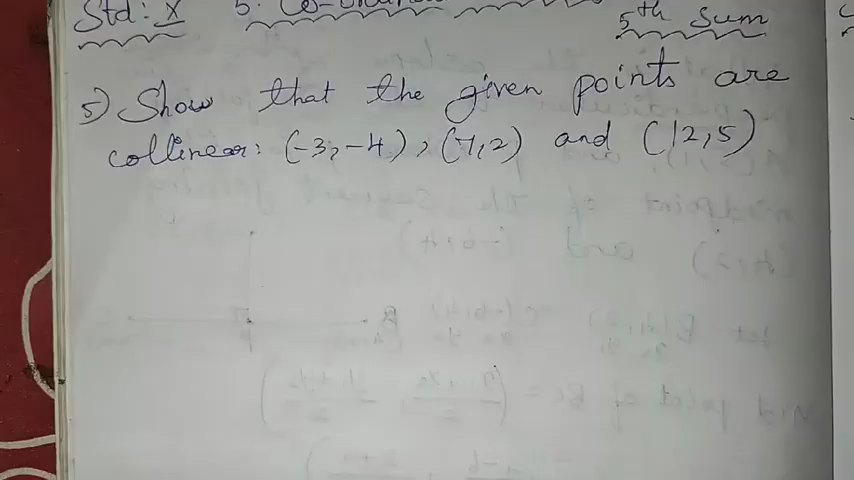 Std: X
5th Sum
5) Show that the given points are
collinear: (-3,-4), (7,2) and (12,5)